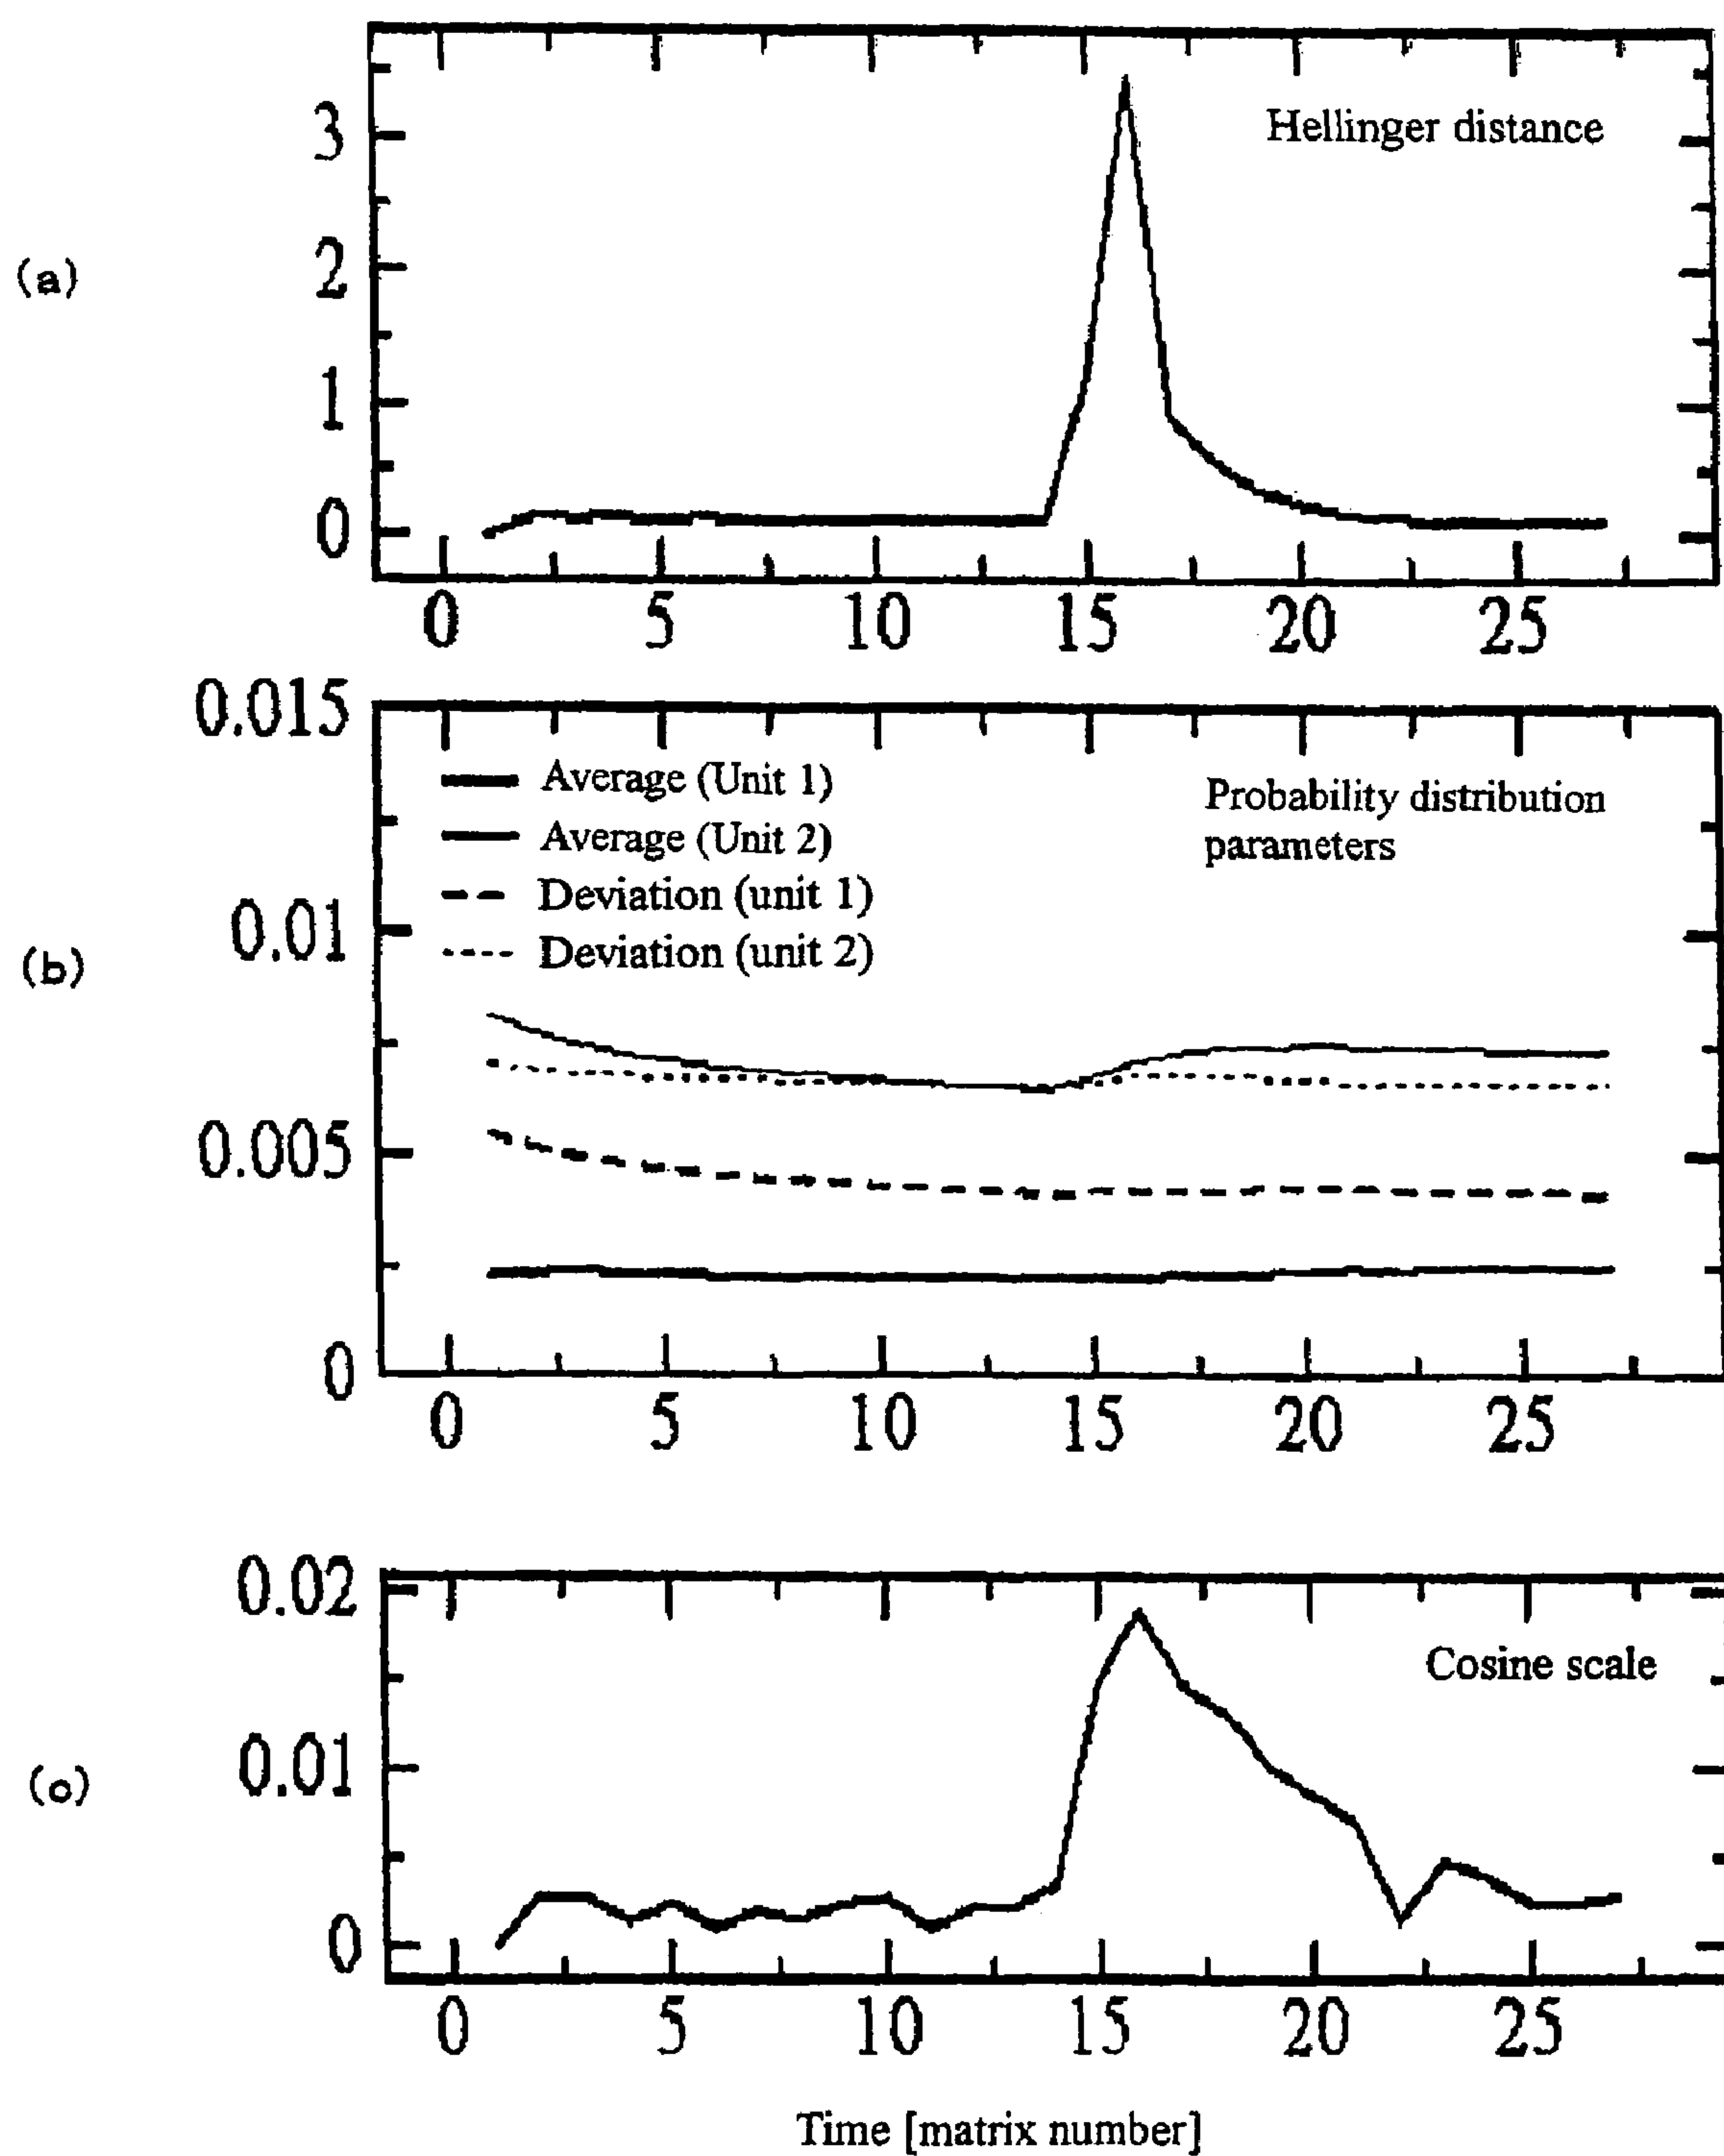 (a)
Hellinger distance
3
2
1
0
0 5 10 15 20 25
(b)
0.015
0.01
0.005
0
Average (Unit 1)
Average (Unit 2)
Deviation (unit 1)
Deviation (unit 2)
Probability distribution
parameters
0 5 10 15 20 25
(c)
0.02
0.01
0
Cosine scale
0 5 10 15 20 25
Time [matrix number]